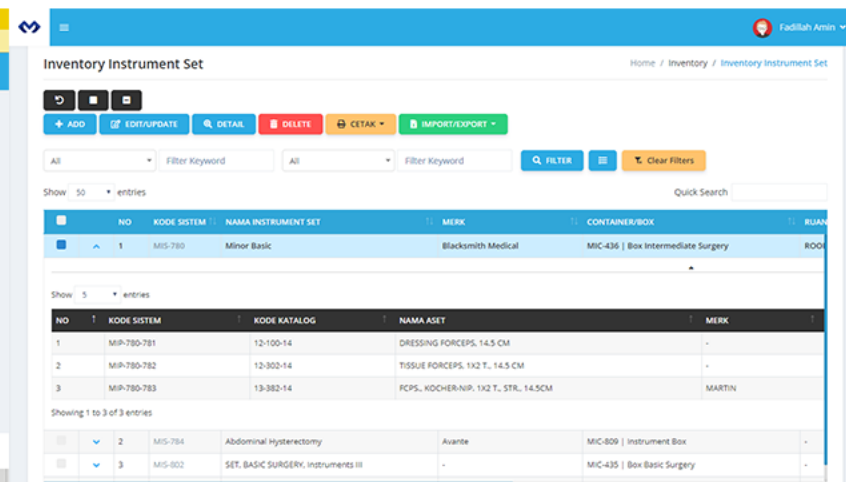 Fadillah Amin
Inventory Instrument Set
Home / Inventory / Inventory Instrument Set
+ ADD EDIT/UPDATE DETAIL DELETE CETAK IMPORT/EXPORT
All Filter Keyword All Filter Keyword FILTER Clear Filters
Show 50 entries Quick Search
NO KODE SISTEM NAMA INSTRUMENT SET MERK CONTAINER/BOX RUAN
1 MIS-780 Minor Basic Blacksmith Medical MIC-436 | Box Intermediate Surgery ROO
Show 5 entries
NO KODE SISTEM KODE KATALOG NAMA ASET MERK
1 MIP-780-781 12-100-14 DRESSING FORCEPS, 14.5 CM -
2 MIP-780-782 12-302-14 TISSUE FORCEPS, 1X2 T., 14.5 CM -
3 MIP-780-783 13-382-14 FCPS., KOCHER-NIP, 1X2 T., STR., 14.5CM MARTIN
Showing 1 to 3 of 3 entries
2 MIS-784 Abdominal Hysterectomy Avante MIC-809 | Instrument Box -
3 MIS-802 SET, BASIC SURGERY, Instruments III - MIC-435 | Box Basic Surgery -